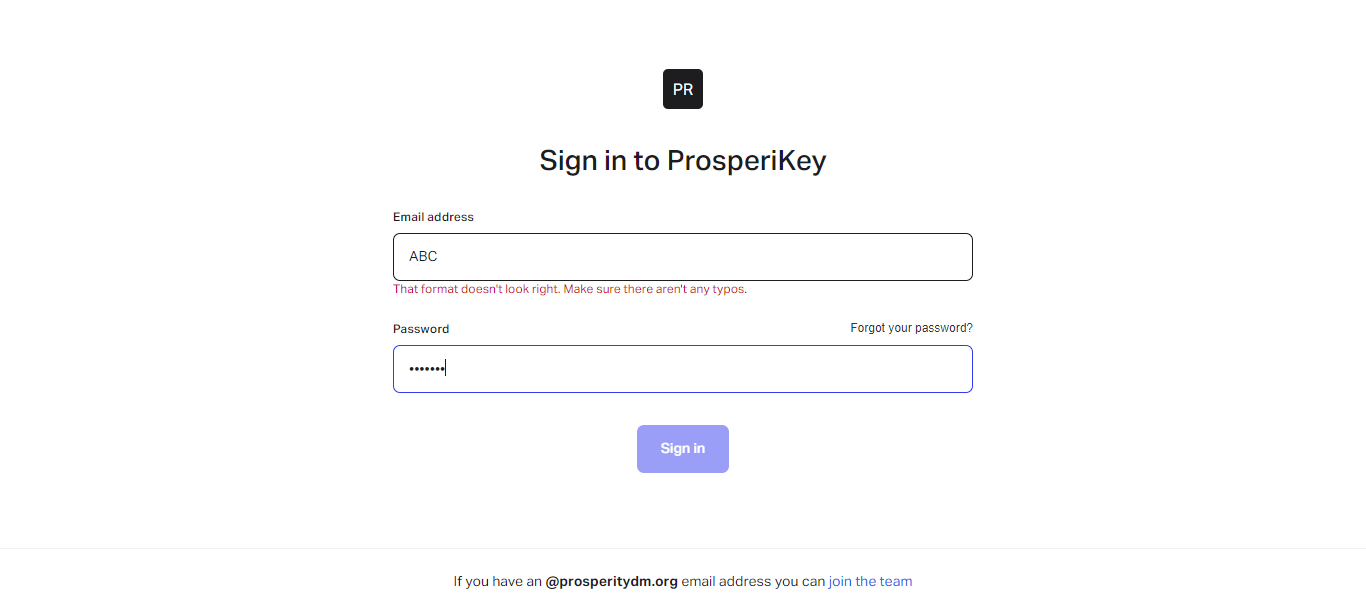 PR
Sign in to ProsperiKey
Email address
ABC
That format doesn't look right. Make sure there aren't any typos.
Password Forgot your password?
•••••••
Sign in
If you have an @prosperitydm.org email address you can join the team